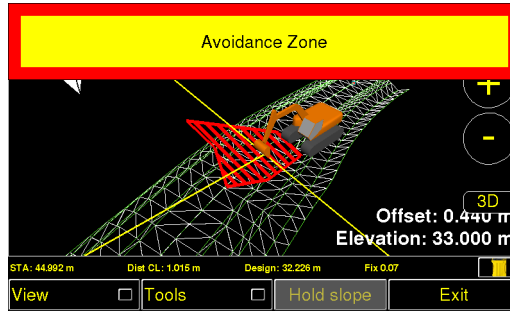 Avoidance Zone
+
-
3D
Offset: 0.440 m
Elevation: 33.000 m
STA: 44.992 m Dist CL: 1.015 m Design: 32.226 m Fix 0.07
View Tools Hold slope Exit